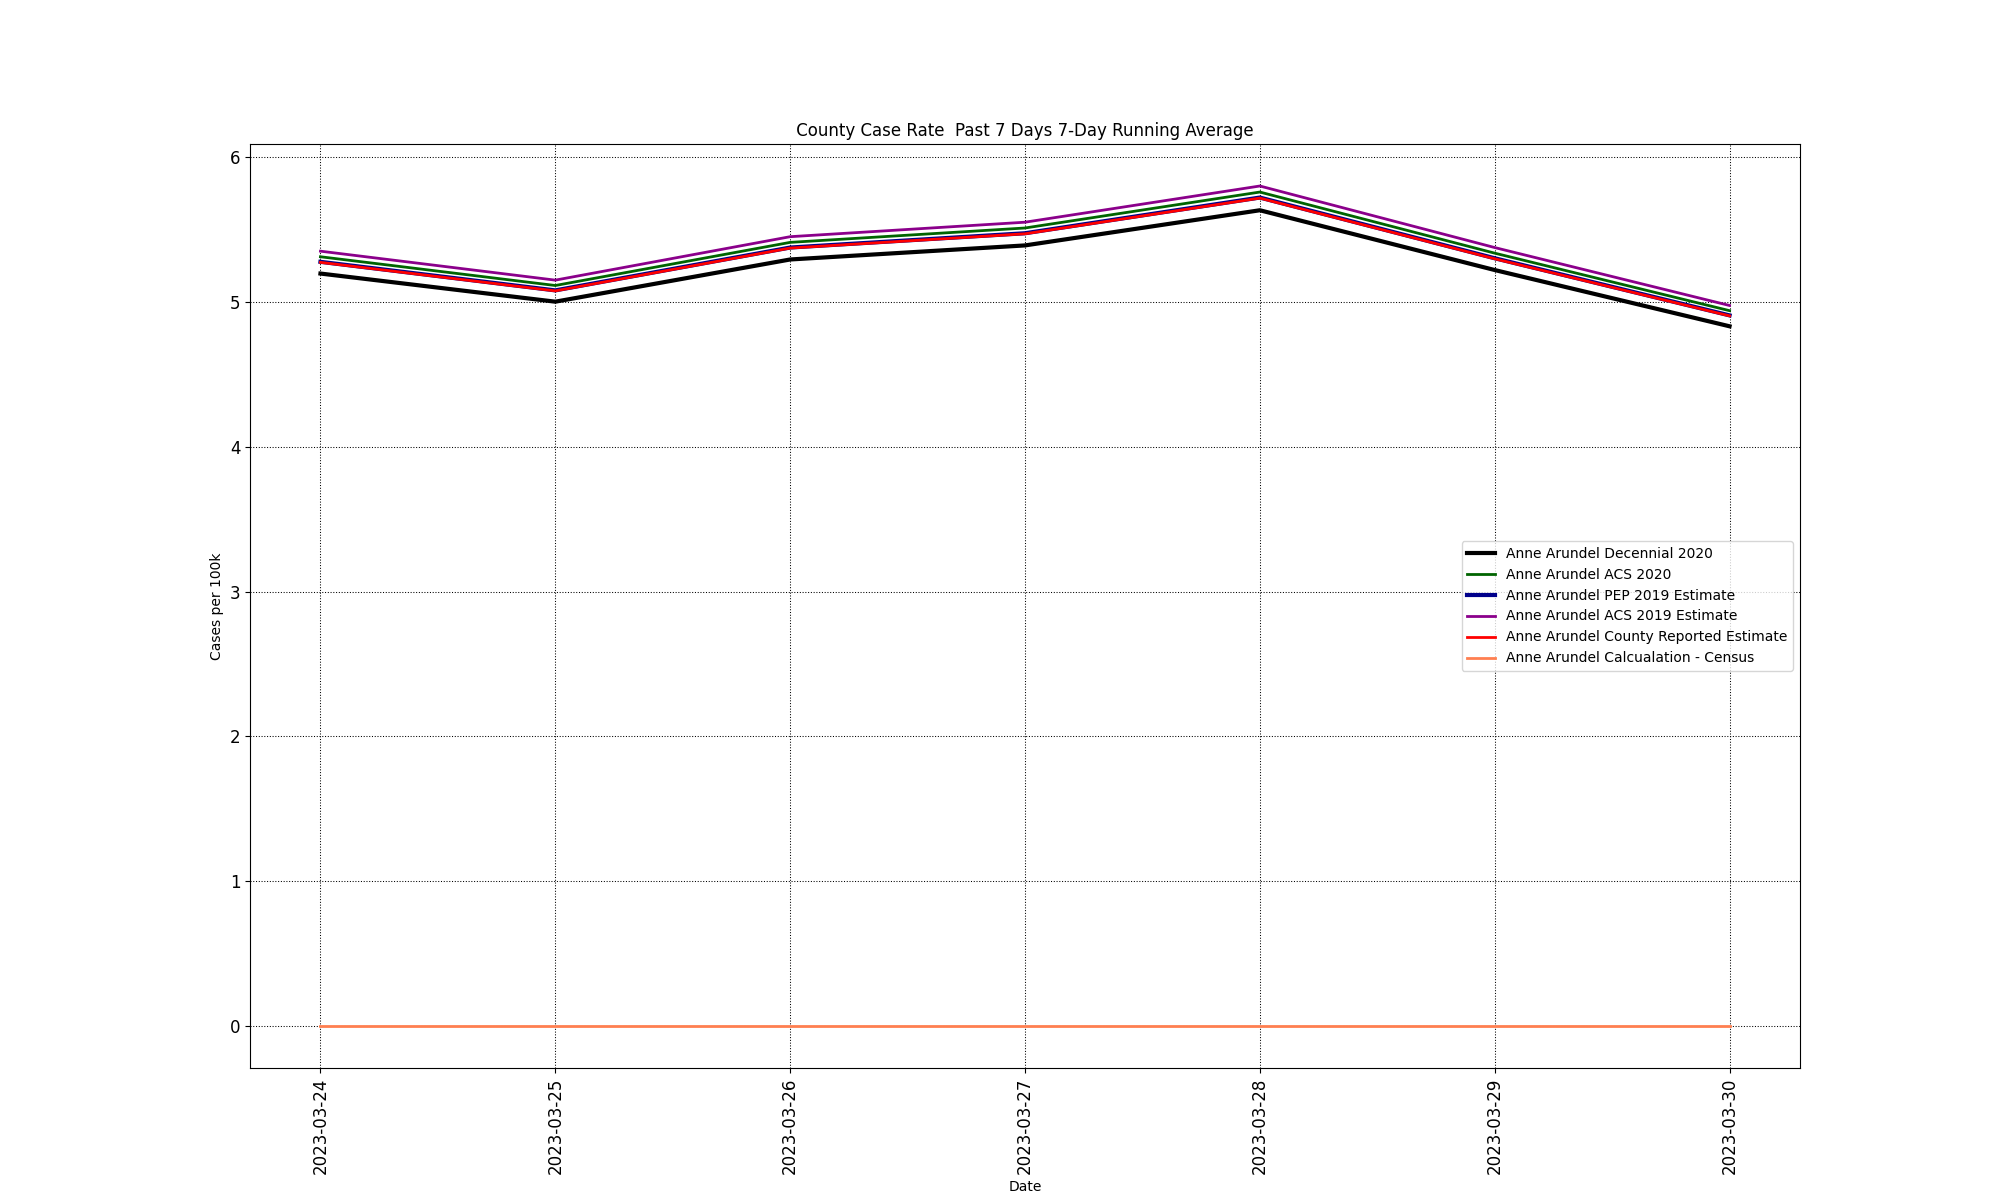 County Case Rate  Past 7 Days 7-Day Running Average
6
5
4
3
2
1
0
Cases per 100k
Anne Arundel Decennial 2020
Anne Arundel ACS 2020
Anne Arundel PEP 2019 Estimate
Anne Arundel ACS 2019 Estimate
Anne Arundel County Reported Estimate
Anne Arundel Calcualation - Census
2023-03-24
2023-03-25
2023-03-26
2023-03-27
2023-03-28
2023-03-29
2023-03-30
Date